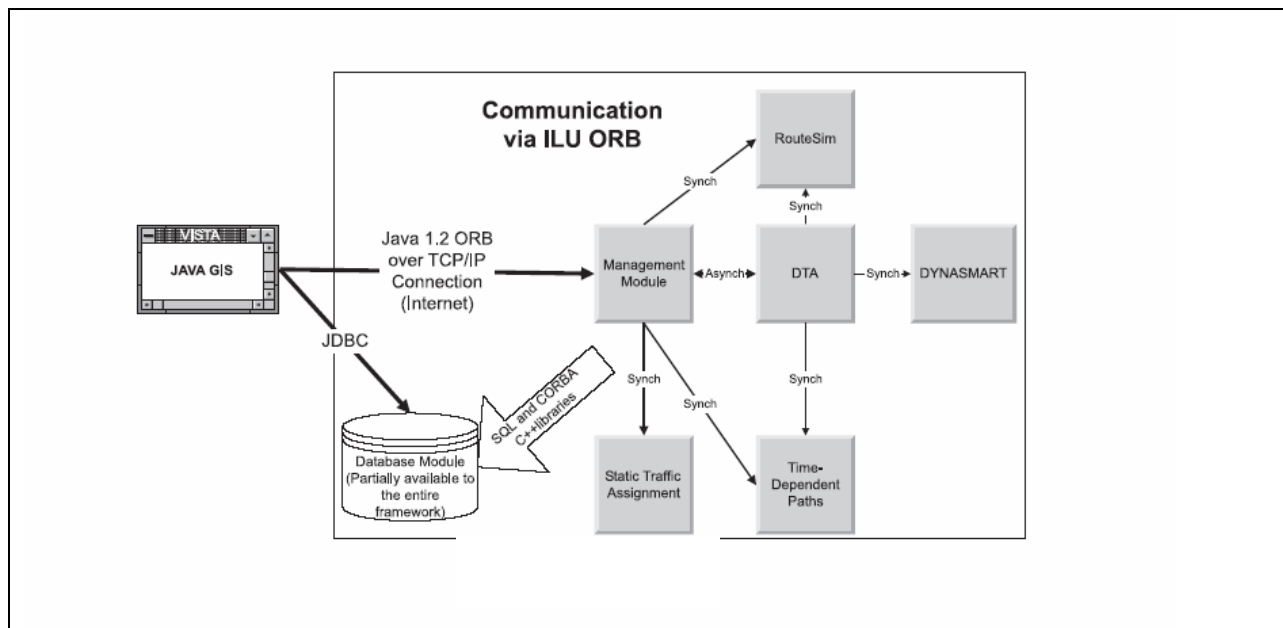 Communication
via ILU ORB
RouteSim
Synch
Synch
VISTA
JAVA GIS
Java 1.2 ORB
over TCP/IP
Connection
(Internet)
Management
Module
Asynch
DTA
Synch
DYNASMART
JDBC
SQL and CORBA
C++libraries
Synch
Synch
Synch
Database Module
(Partially available to
the entire
framework)
Static Traffic
Assignment
Time-
Dependent
Paths